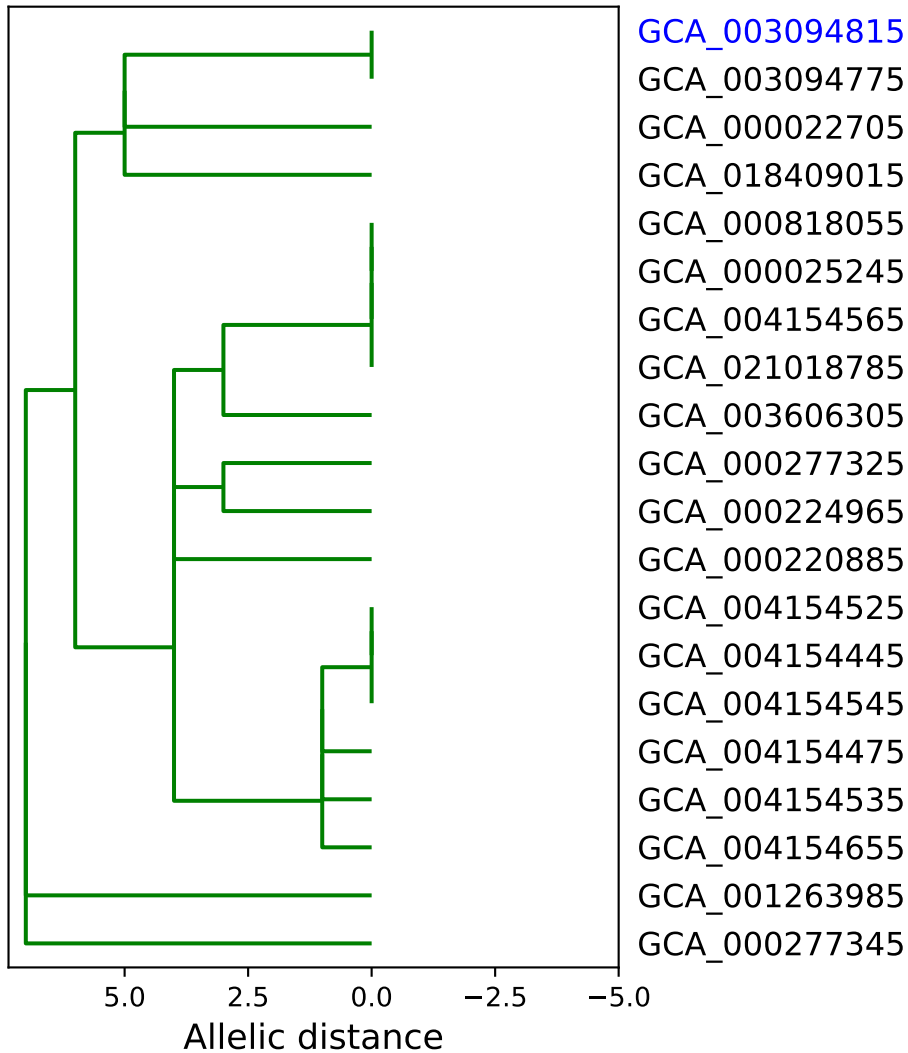 GCA_003094815
GCA_003094775
GCA_000022705
GCA_018409015
GCA_000818055
GCA_000025245
GCA_004154565
GCA_021018785
GCA_003606305
GCA_000277325
GCA_000224965
GCA_000220885
GCA_004154525
GCA_004154445
GCA_004154545
GCA_004154475
GCA_004154535
GCA_004154655
GCA_001263985
GCA_000277345
5.0 2.5 0.0 −2.5 −5.0
Allelic distance